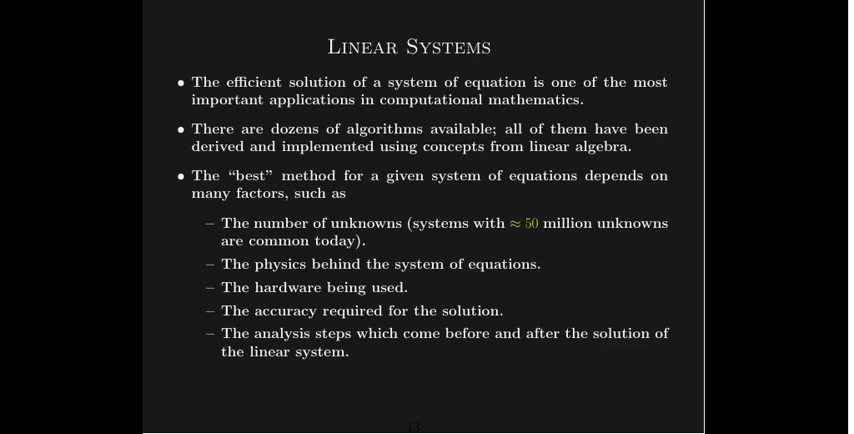 Linear Systems
• The efficient solution of a system of equation is one of the most
important applications in computational mathematics.
• There are dozens of algorithms available; all of them have been
derived and implemented using concepts from linear algebra.
• The “best” method for a given system of equations depends on
many factors, such as
– The number of unknowns (systems with ≈ 50 million unknowns
are common today).
– The physics behind the system of equations.
– The hardware being used.
– The accuracy required for the solution.
– The analysis steps which come before and after the solution of
the linear system.
13